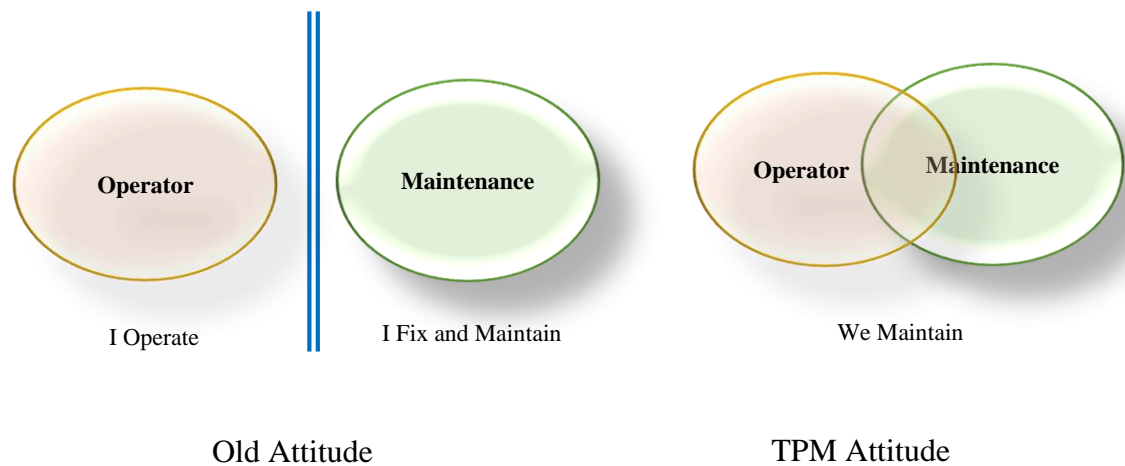 Operator
Maintenance
I Operate
I Fix and Maintain
Old Attitude
Operator
Maintenance
We Maintain
TPM Attitude